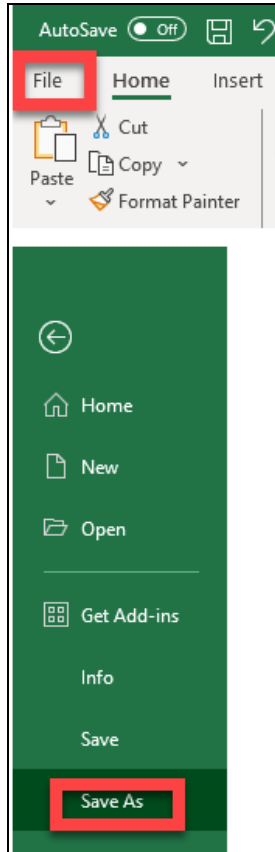 AutoSave Off
File Home Insert
Cut
Copy
Paste
Format Painter
Home
New
Open
Get Add-ins
Info
Save
Save As